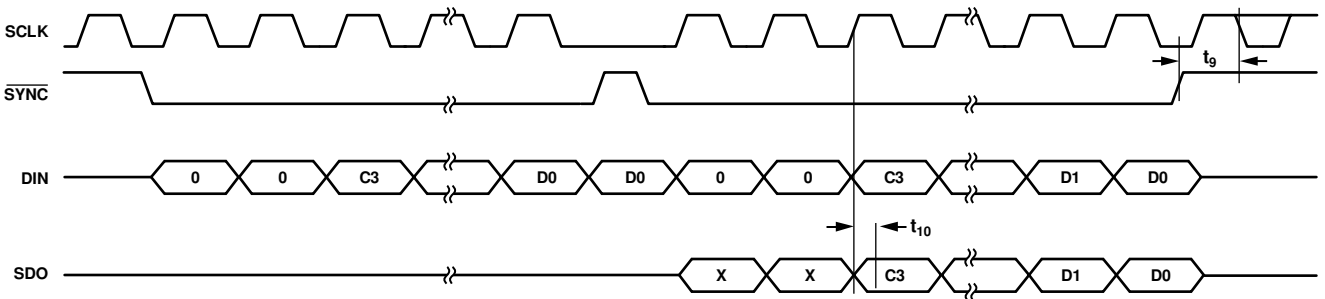 SCLK
t9
SYNC
DIN 0 0 C3 D0 D0 0 0 C3 D1 D0
t10
SDO X X C3 D1 D0